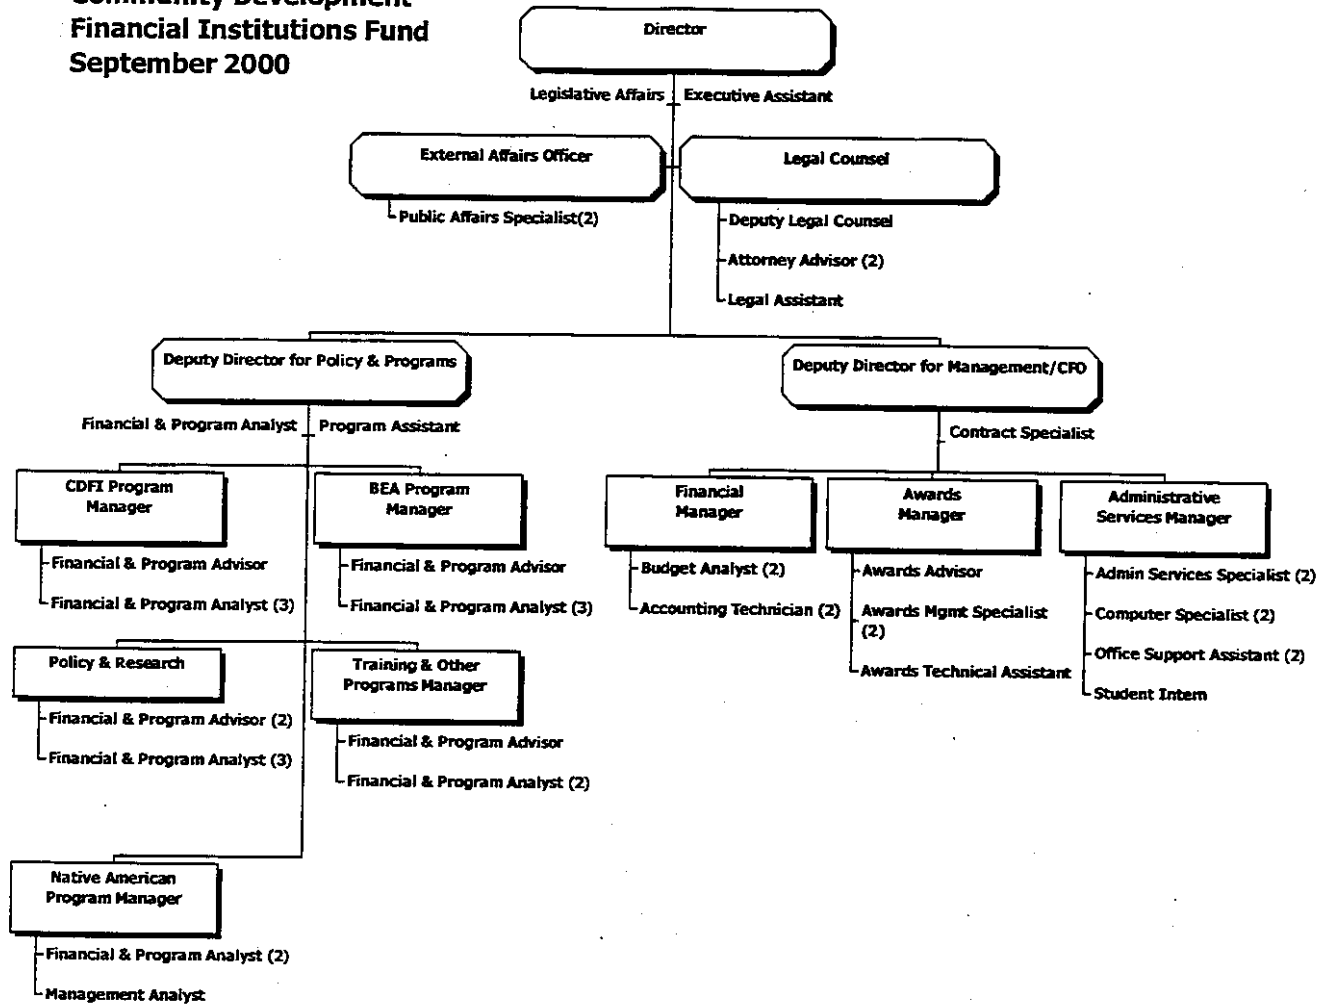 Community Development
Financial Institutions Fund
September 2000
Director
Legislative Affairs
Executive Assistant
External Affairs Officer
Legal Counsel
Public Affairs Specialist(2)
Deputy Legal Counsel
Attorney Advisor (2)
Legal Assistant
Deputy Director for Policy & Programs
Deputy Director for Management/CFO
Financial & Program Analyst
Program Assistant
Contract Specialist
CDFI Program
Manager
Financial & Program Advisor
Financial & Program Analyst (3)
BEA Program
Manager
Financial & Program Advisor
Financial & Program Analyst (3)
Financial
Manager
Budget Analyst (2)
Accounting Technician (2)
Awards
Manager
Awards Advisor
Awards Mgmt Specialist
(2)
Awards Technical Assistant
Administrative
Services Manager
Admin Services Specialist (2)
Computer Specialist (2)
Office Support Assistant (2)
Student Intern
Policy & Research
Financial & Program Advisor (2)
Financial & Program Analyst (3)
Training & Other
Programs Manager
Financial & Program Advisor
Financial & Program Analyst (2)
Native American
Program Manager
Financial & Program Analyst (2)
Management Analyst